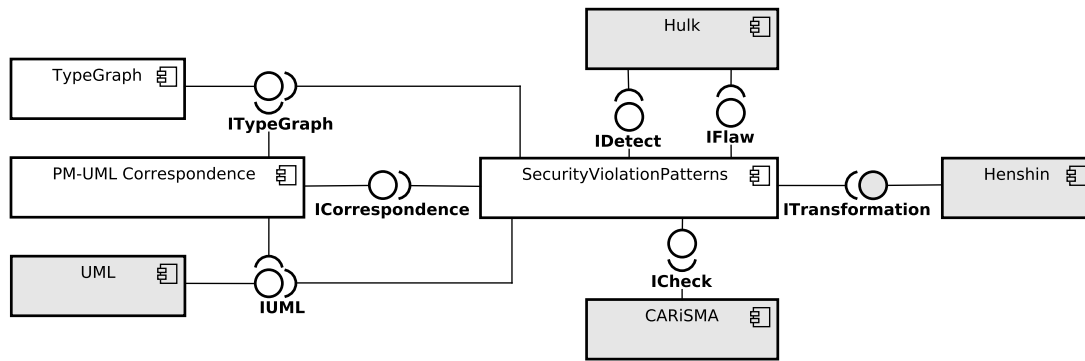 Hulk
TypeGraph
ITypeGraph
IDetect
IFlaw
PM-UML Correspondence
ICorrespondence
SecurityViolationPatterns
ITransformation
Henshin
UML
IUML
ICheck
CARiSMA